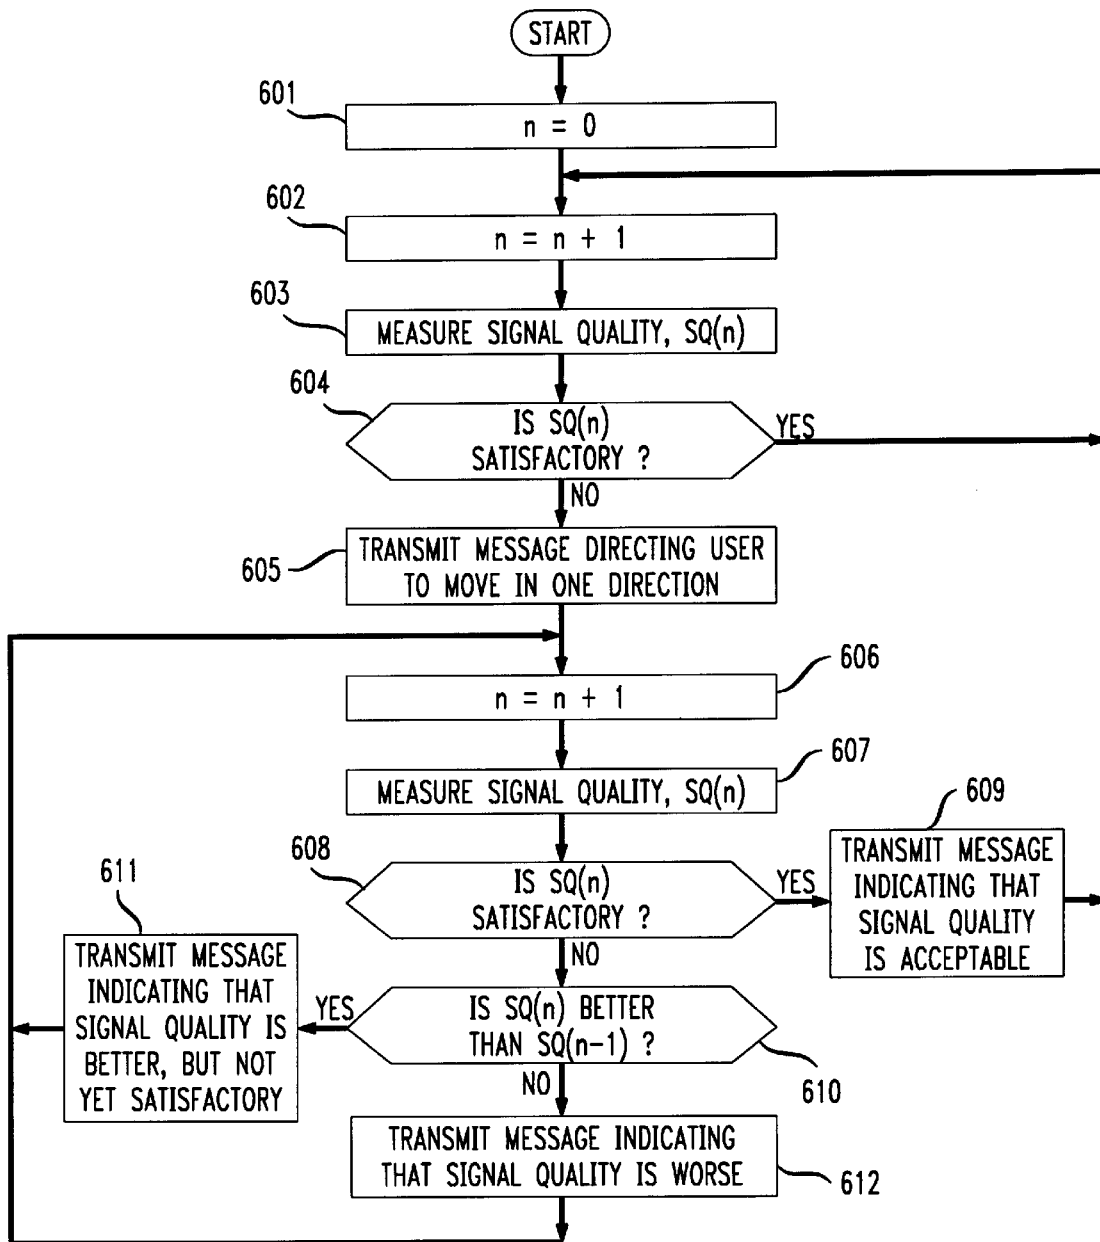 START
601
n = 0
602
n = n + 1
603
MEASURE SIGNAL QUALITY, SQ(n)
604
IS SQ(n)
SATISFACTORY ?
YES
NO
605
TRANSMIT MESSAGE DIRECTING USER
TO MOVE IN ONE DIRECTION
606
n = n + 1
607
MEASURE SIGNAL QUALITY, SQ(n)
608
IS SQ(n)
SATISFACTORY ?
YES
609
TRANSMIT MESSAGE
INDICATING THAT
SIGNAL QUALITY
IS ACCEPTABLE
NO
610
IS SQ(n) BETTER
THAN SQ(n-1) ?
YES
611
TRANSMIT MESSAGE
INDICATING THAT
SIGNAL QUALITY IS
BETTER, BUT NOT
YET SATISFACTORY
NO
TRANSMIT MESSAGE INDICATING
THAT SIGNAL QUALITY IS WORSE
612